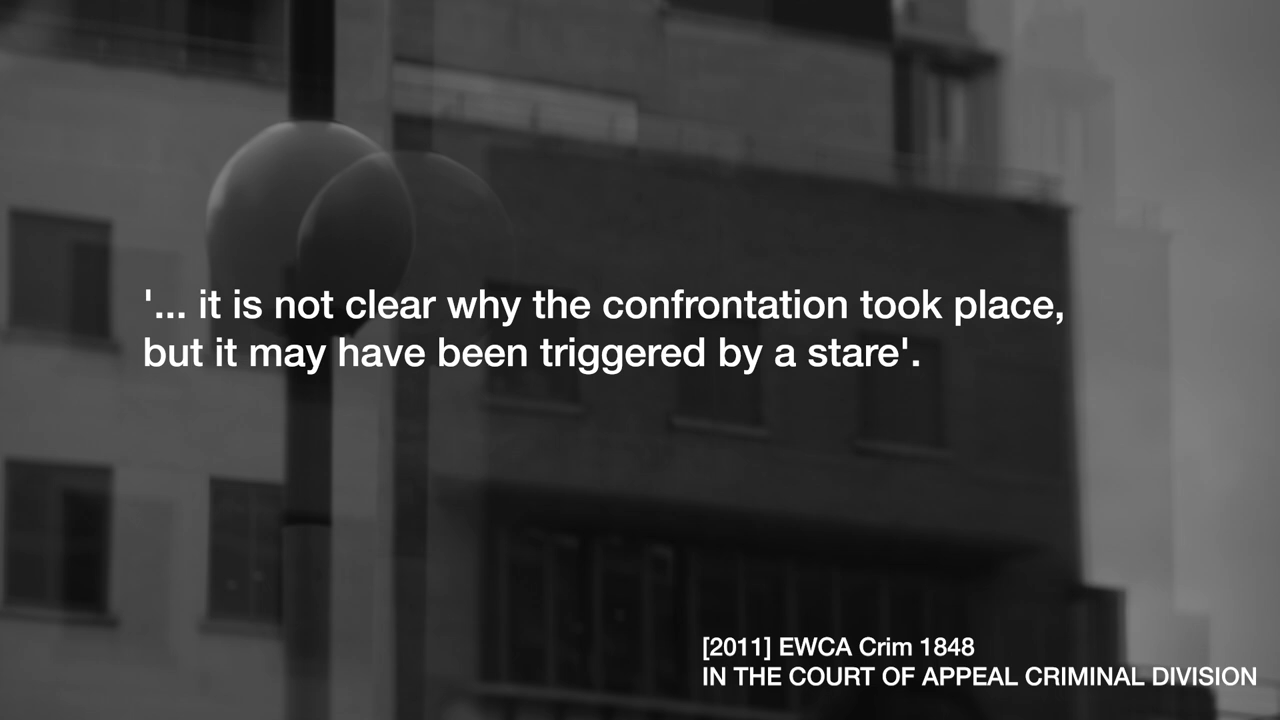 '... it is not clear why the confrontation took place,
but it may have been triggered by a stare'.
[2011] EWCA Crim 1848
IN THE COURT OF APPEAL CRIMINAL DIVISION